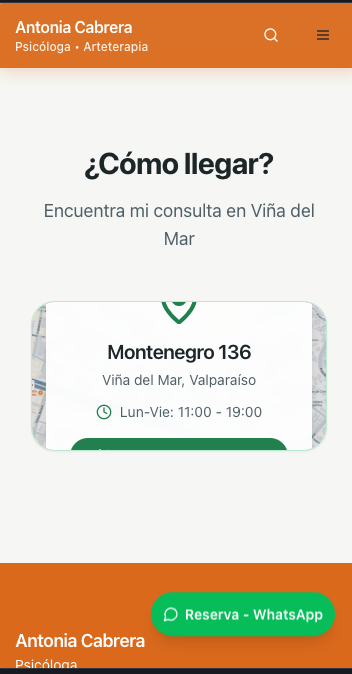 Antonia Cabrera
Psicóloga • Arteterapia
¿Cómo llegar?
Encuentra mi consulta en Viña del
Mar
Montenegro 136
Viña del Mar, Valparaíso
Lun-Vie: 11:00 - 19:00
Reserva - WhatsApp
Antonia Cabrera
Psicóloga